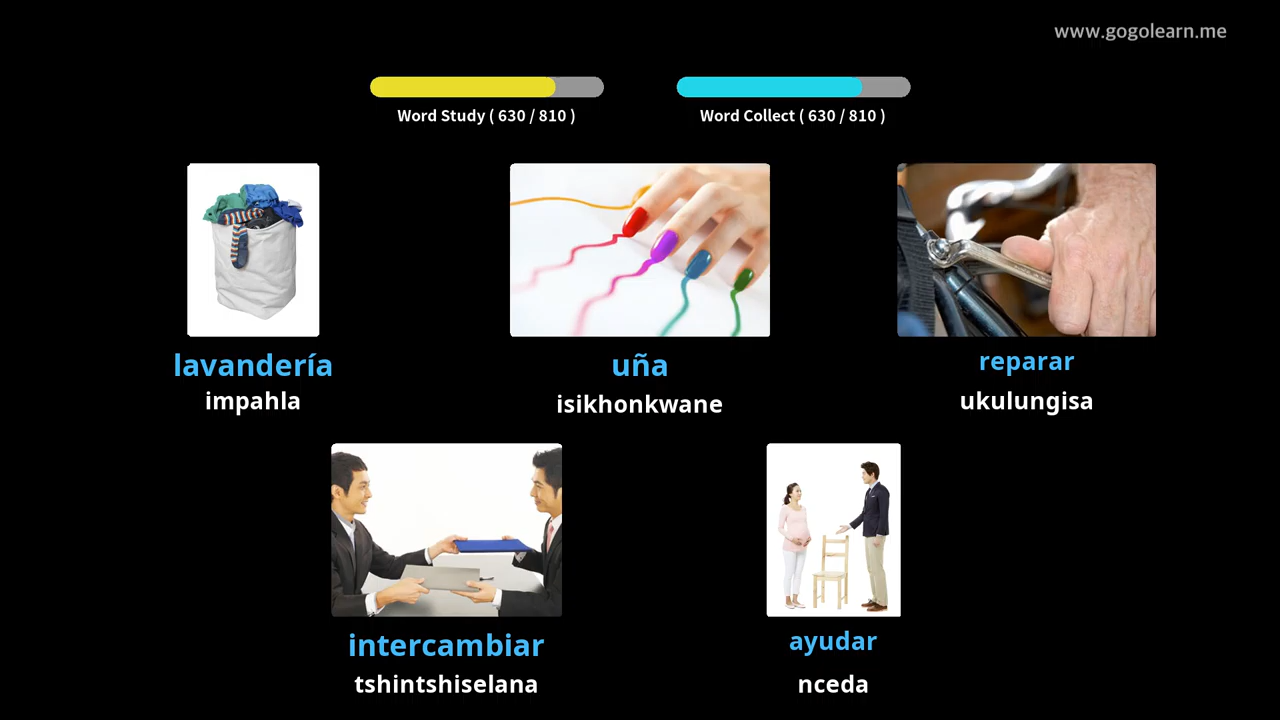 www.gogolearn.me
Word Study ( 630 / 810 )
Word Collect ( 630 / 810 )
lavandería
impahla
uña
isikhonkwane
reparar
ukulungisa
intercambiar
tshintshiselana
ayudar
nceda